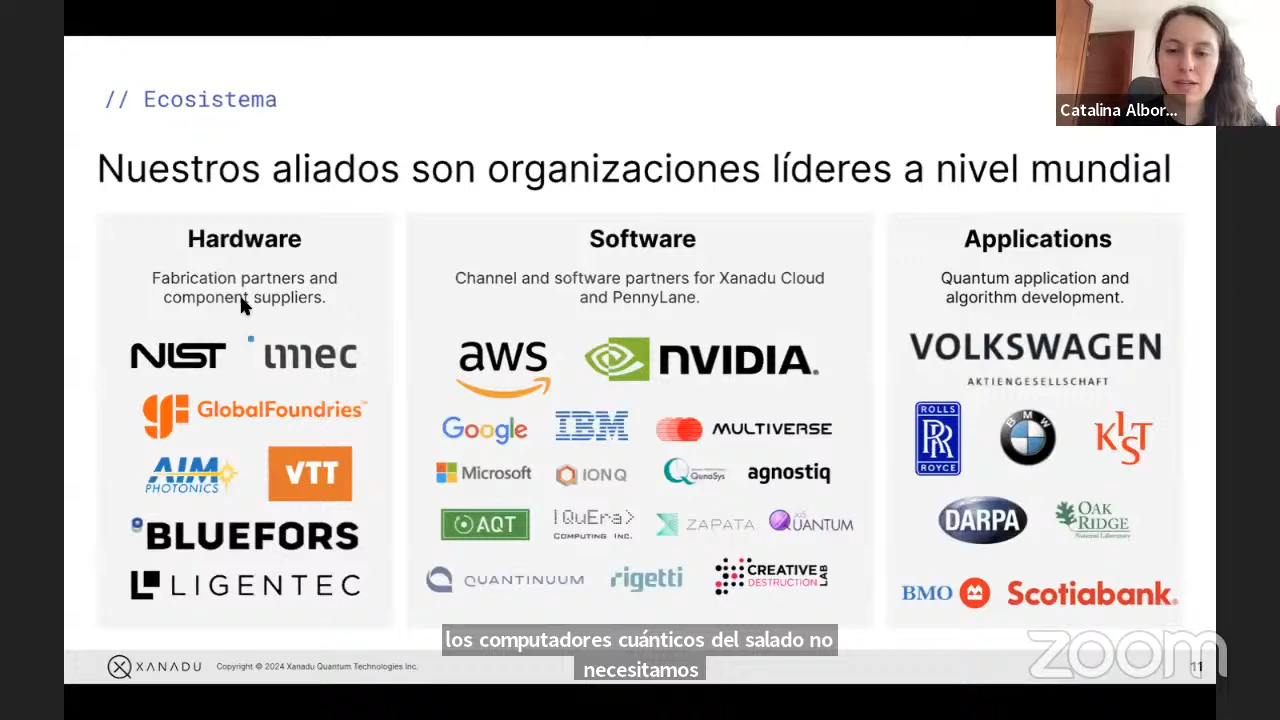 // Ecosistema
Catalina Albor...
Nuestros aliados son organizaciones líderes a nivel mundial
Hardware
Fabrication partners and
component suppliers.
NIST imec
GlobalFoundries™
AIM PHOTONICS VTT
BLUEFORS
LIGENTEC
Software
Channel and software partners for Xanadu Cloud
and PennyLane.
aws NVIDIA.
Google IBM MULTIVERSE
Microsoft IONQ QunaSys agnostiq
AQT |QuEra> COMPUTING INC. ZAPATA QUANTUM
QUANTINUUM rigetti CREATIVE DESTRUCTION LAB
Applications
Quantum application and
algorithm development.
VOLKSWAGEN
AKTIENGESELLSCHAFT
ROLLS RR ROYCE BMW KIST
DARPA OAK RIDGE National Laboratory
BMO Scotiabank
los computadores cuánticos del salado no
necesitamos
XANADU Copyright © 2024 Xanadu Quantum Technologies Inc.
zoom
11